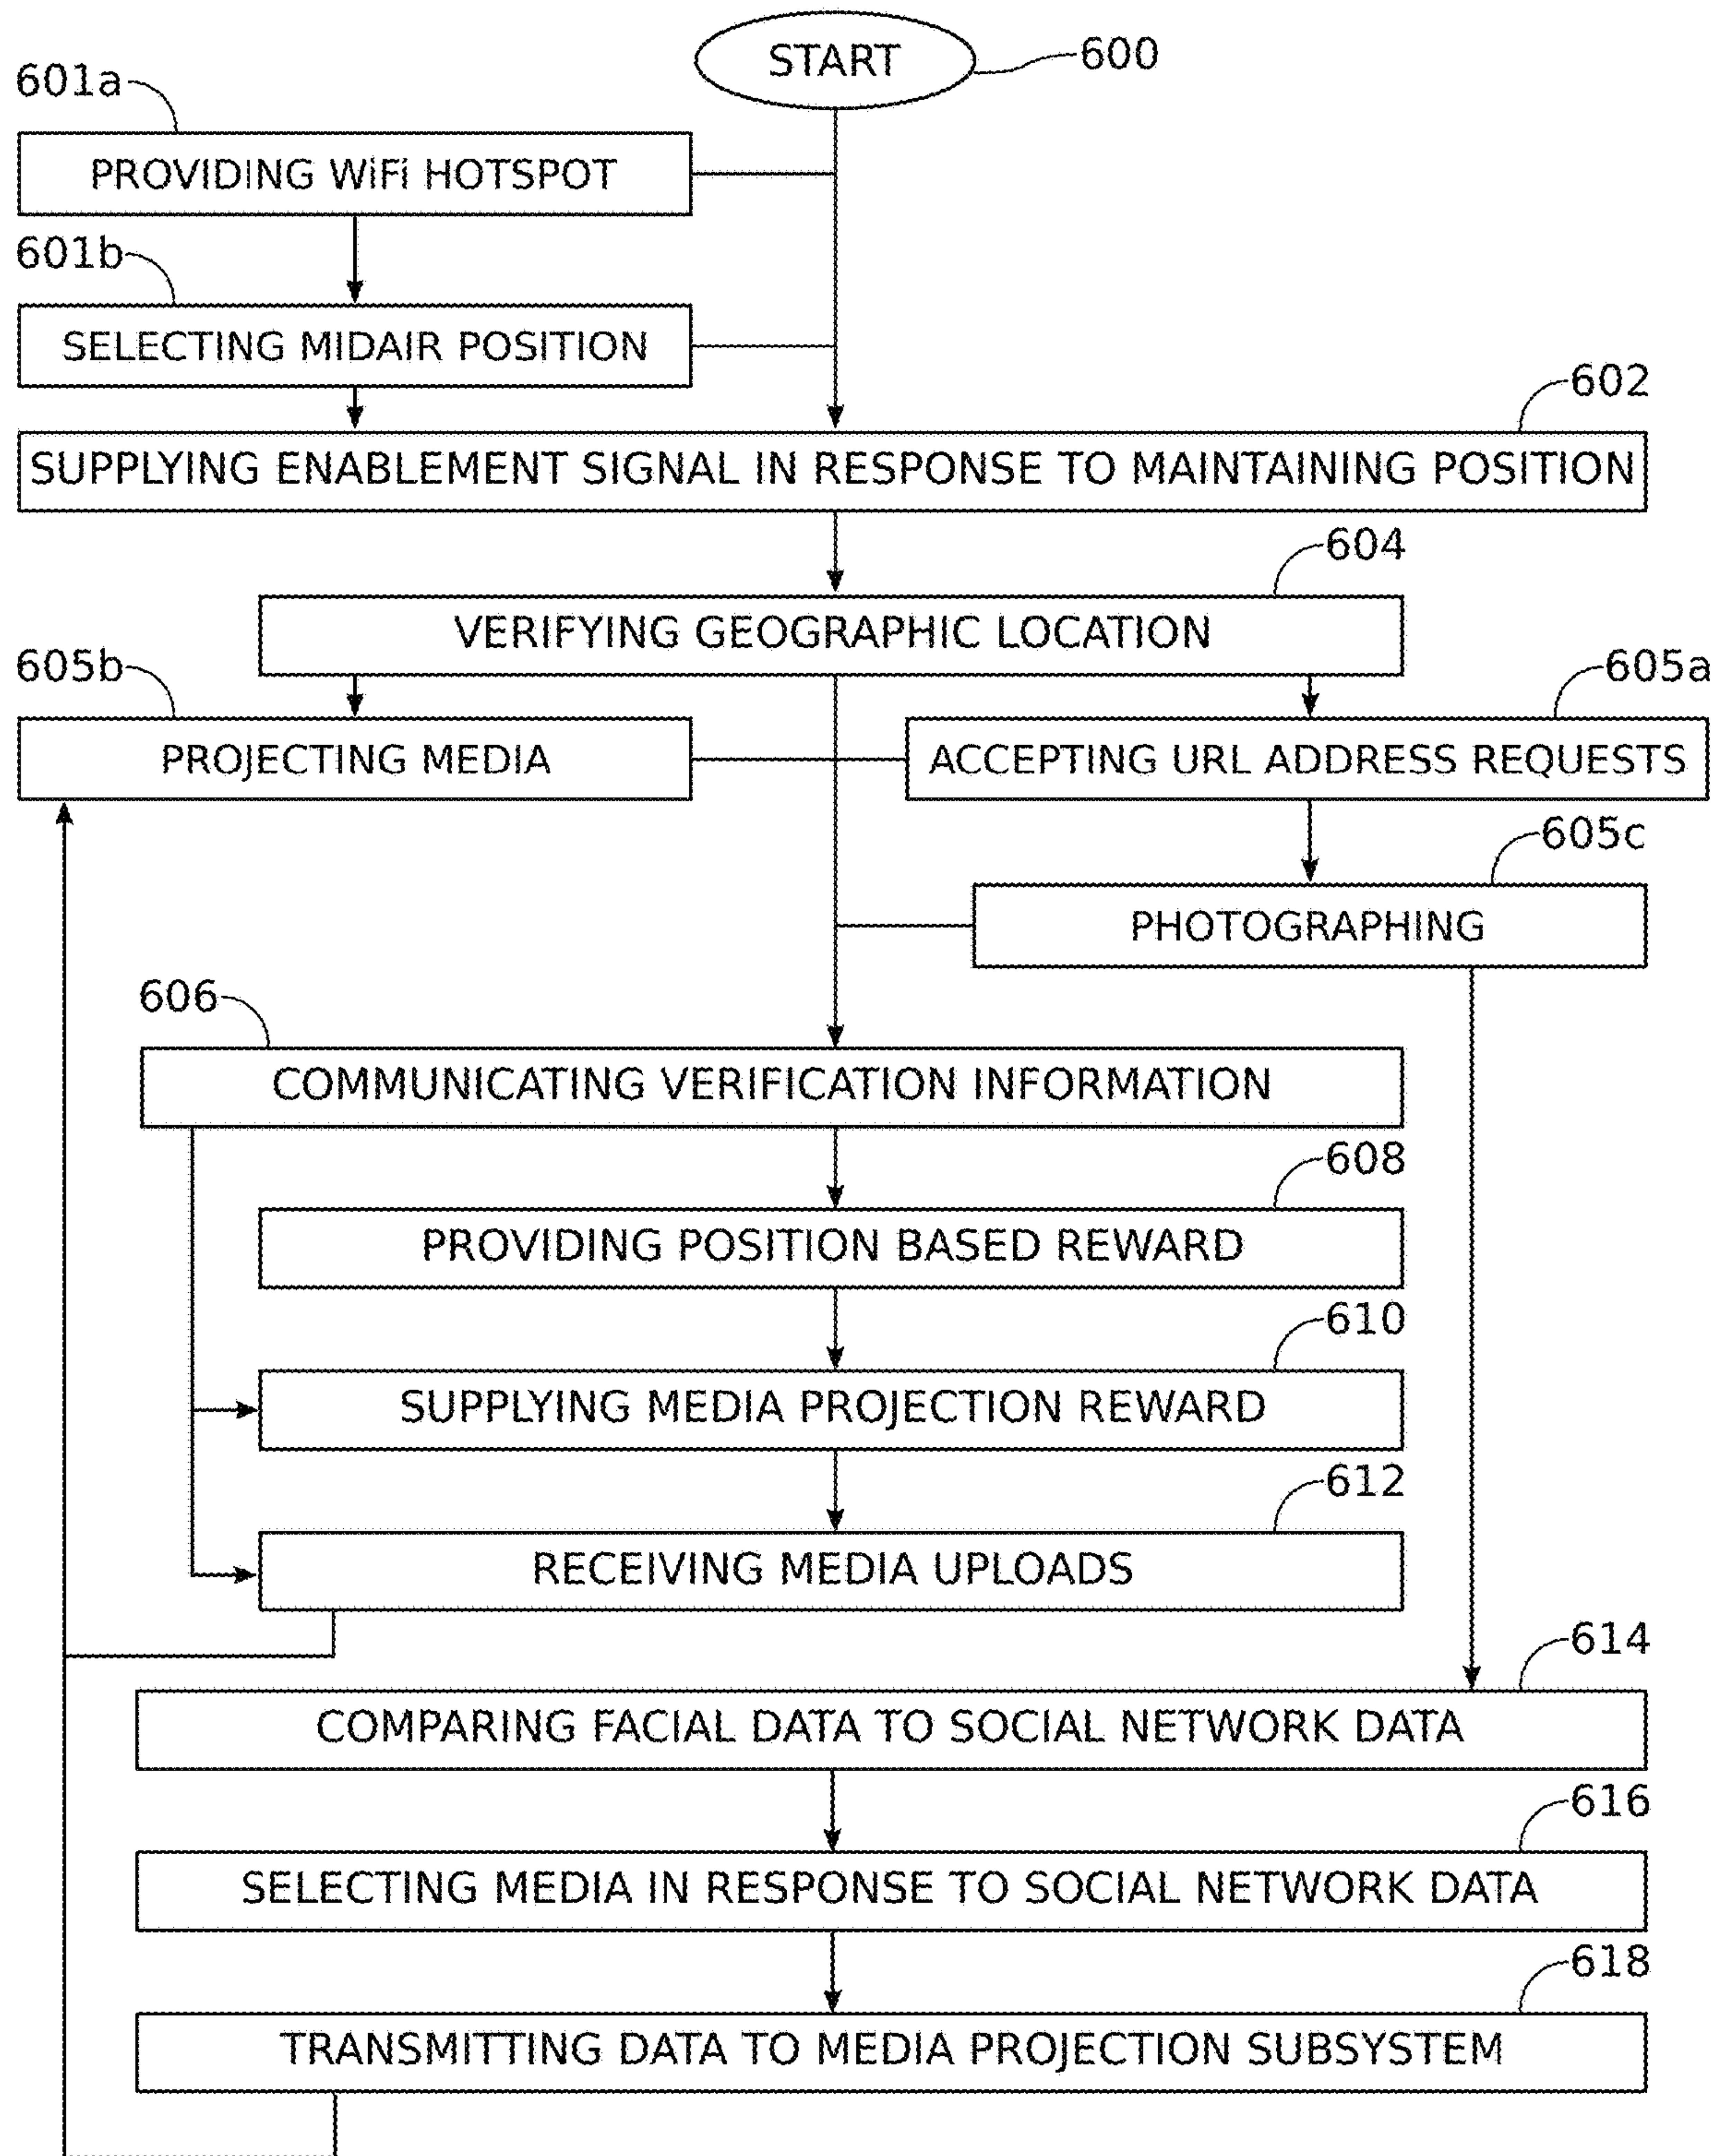 START
600
601a
PROVIDING WiFi HOTSPOT
601b
SELECTING MIDAIR POSITION
602
SUPPLYING ENABLEMENT SIGNAL IN RESPONSE TO MAINTAINING POSITION
604
VERIFYING GEOGRAPHIC LOCATION
605b
605a
PROJECTING MEDIA
ACCEPTING URL ADDRESS REQUESTS
605c
PHOTOGRAPHING
606
COMMUNICATING VERIFICATION INFORMATION
608
PROVIDING POSITION BASED REWARD
610
SUPPLYING MEDIA PROJECTION REWARD
612
RECEIVING MEDIA UPLOADS
614
COMPARING FACIAL DATA TO SOCIAL NETWORK DATA
616
SELECTING MEDIA IN RESPONSE TO SOCIAL NETWORK DATA
618
TRANSMITTING DATA TO MEDIA PROJECTION SUBSYSTEM